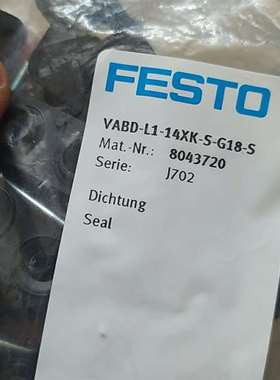 FESTO
VABD-L1-14XK-S-G18-S
Mat.-Nr.: 8043720
Serie: J702
Dichtung
Seal